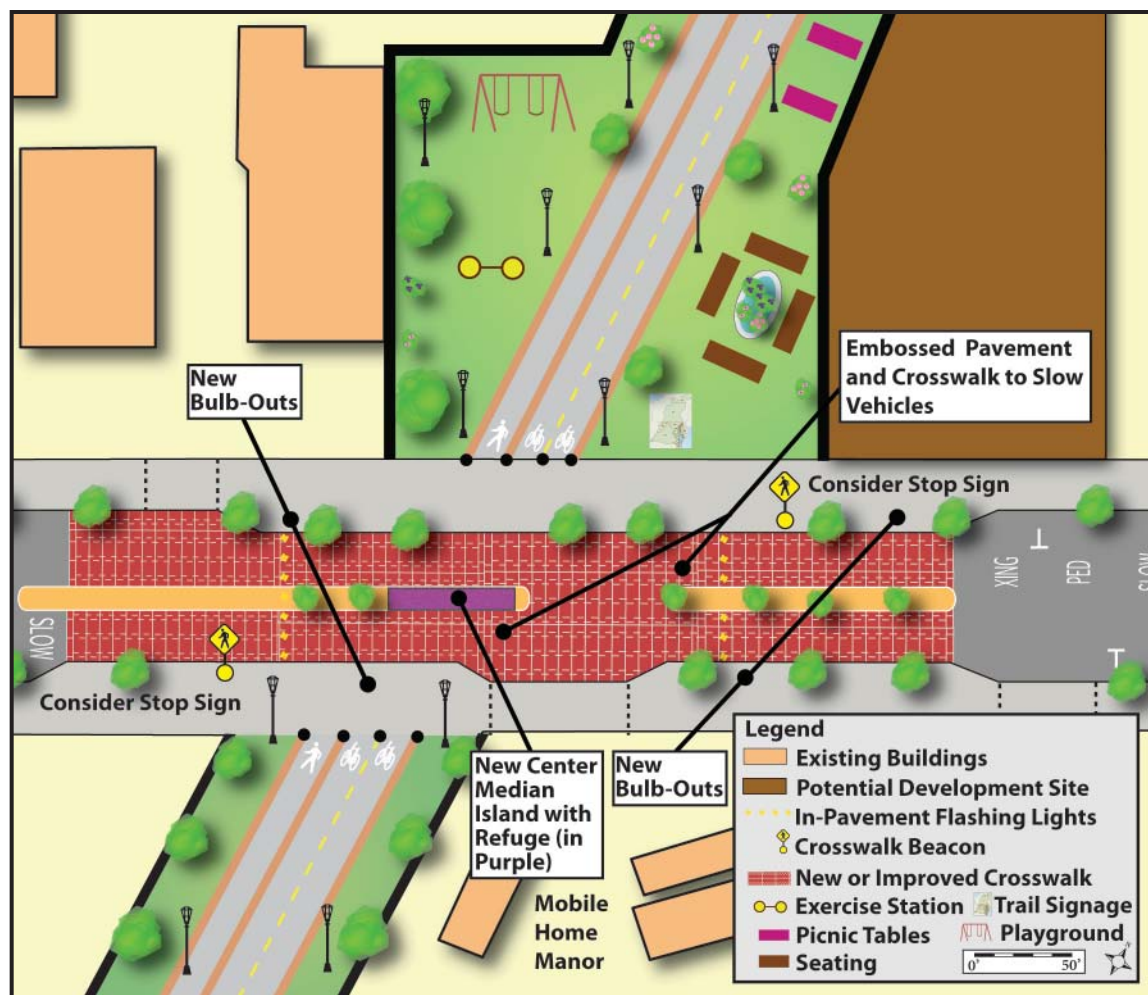 New
Bulb-Outs
Embossed Pavement
and Crosswalk to Slow
Vehicles
Consider Stop Sign
XING
PED
SLOW
SLOW
Consider Stop Sign
New Center
Median
Island with
Refuge (in
Purple)
New
Bulb-Outs
Mobile
Home
Manor
Legend
Existing Buildings
Potential Development Site
In-Pavement Flashing Lights
Crosswalk Beacon
New or Improved Crosswalk
Exercise Station
Trail Signage
Picnic Tables
Playground
Seating
0'
50'